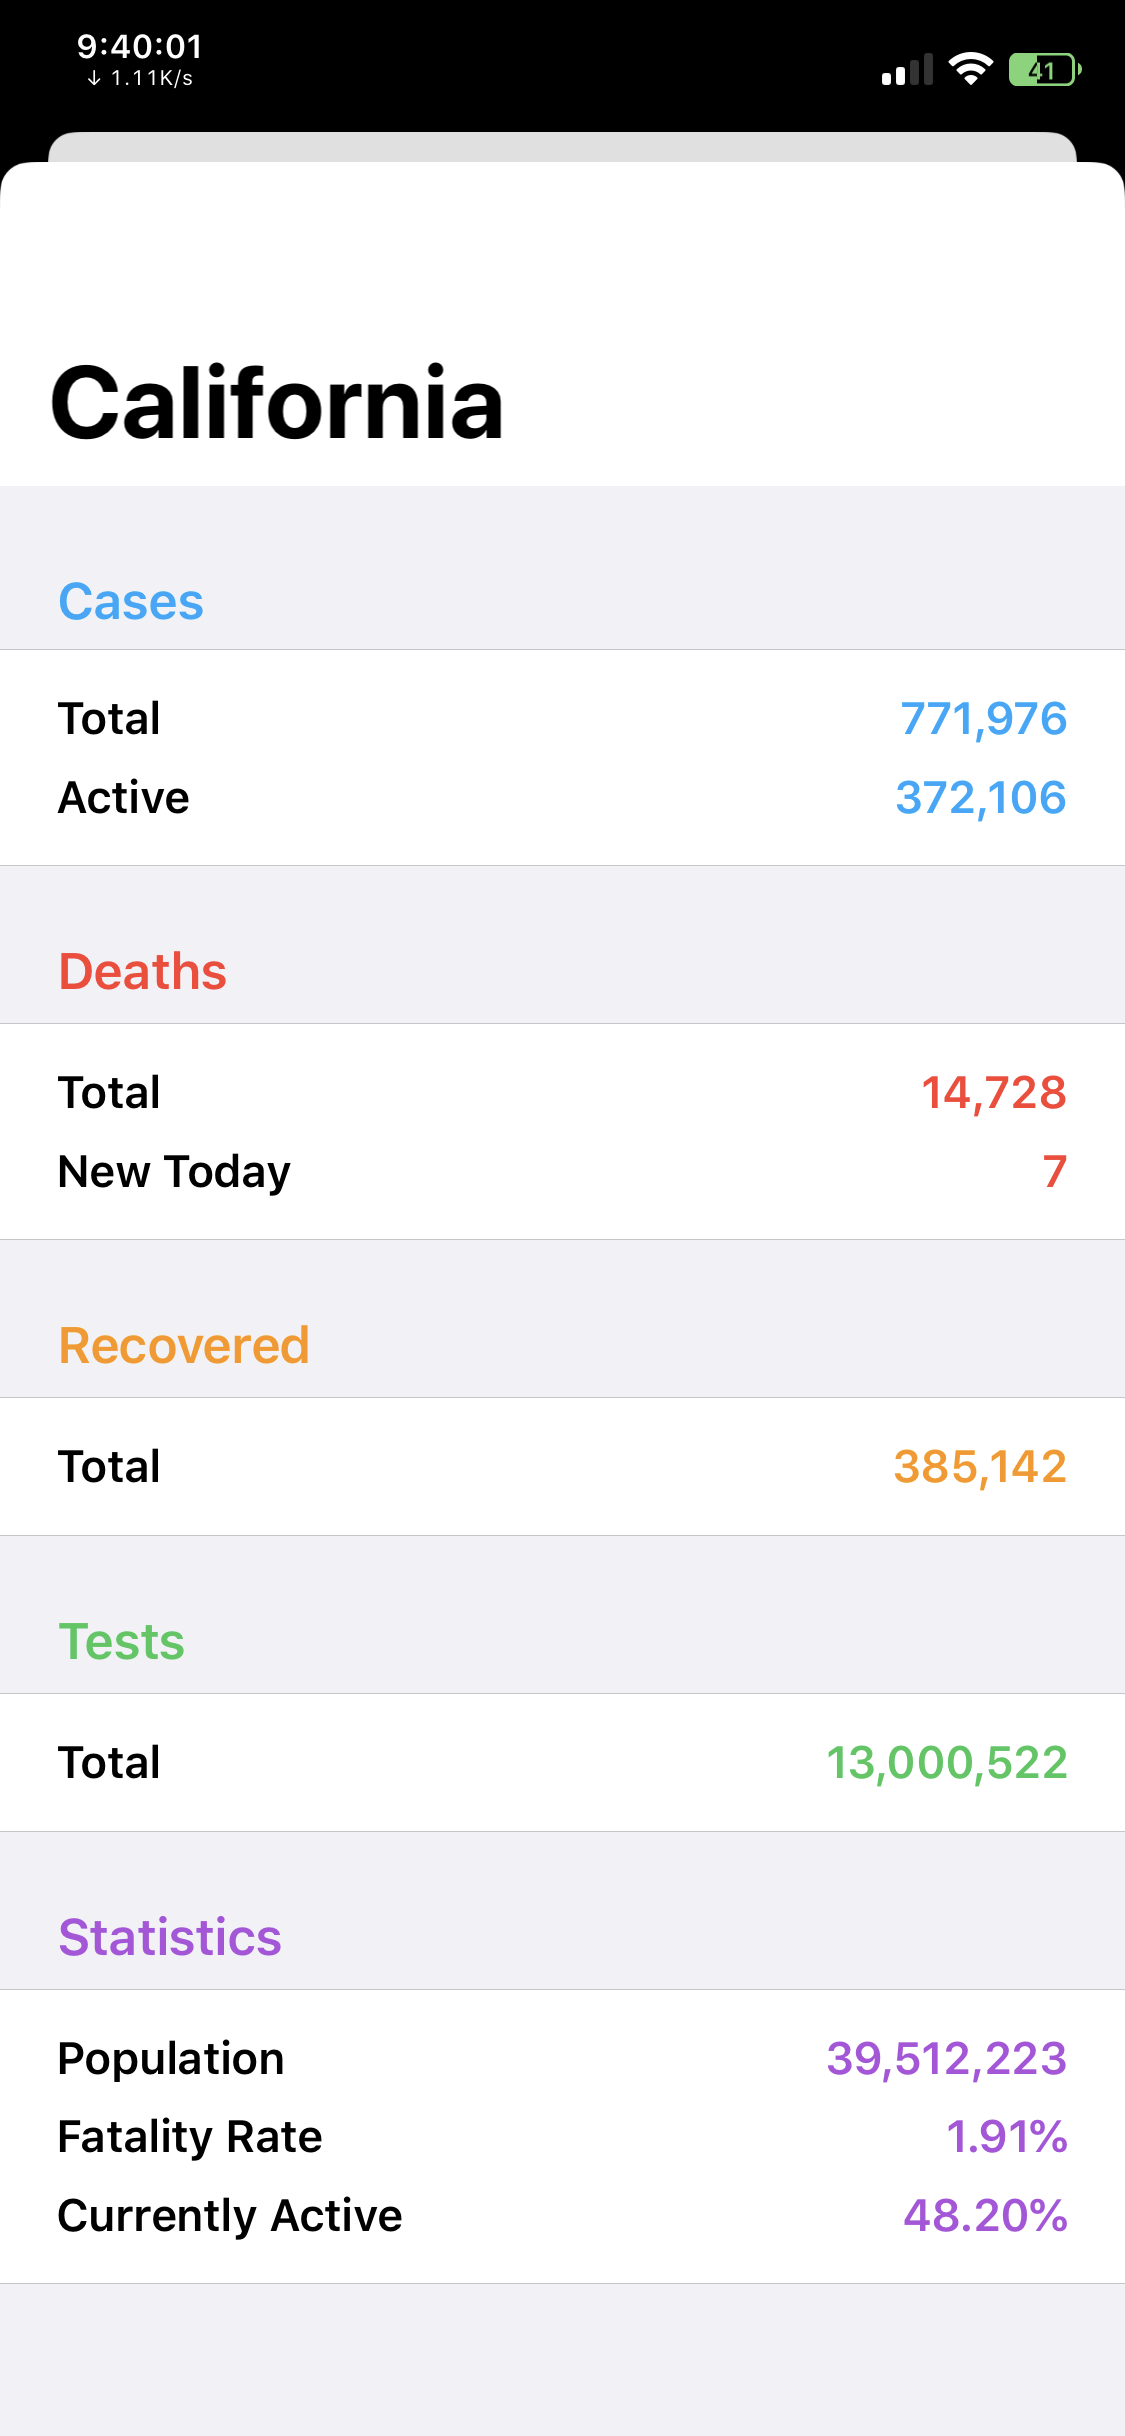 9:40:01
↓ 1.11K/s
41
California
Cases
Total 771,976
Active 372,106
Deaths
Total 14,728
New Today 7
Recovered
Total 385,142
Tests
Total 13,000,522
Statistics
Population 39,512,223
Fatality Rate 1.91%
Currently Active 48.20%